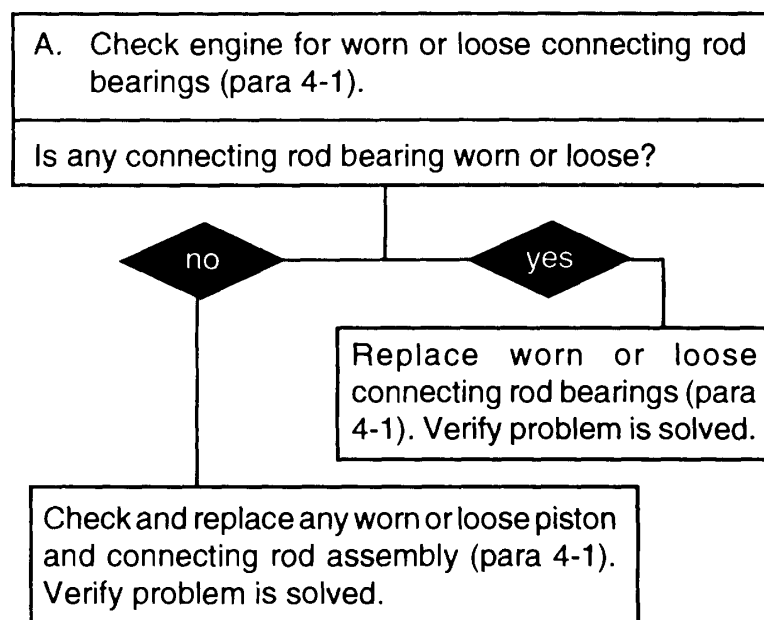 A. Check engine for worn or loose connecting rod
bearings (para 4-1).
Is any connecting rod bearing worn or loose?
no
yes
Replace worn or loose
connecting rod bearings (para
4-1). Verify problem is solved.
Check and replace any worn or loose piston
and connecting rod assembly (para 4-1).
Verify problem is solved.